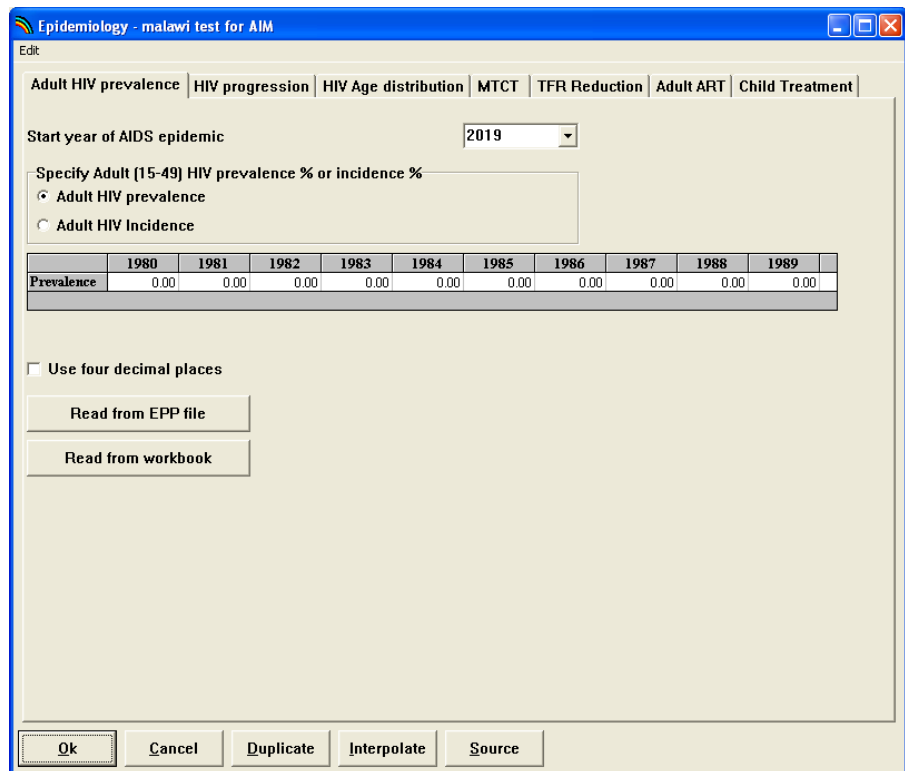 Epidemiology - malawi test for AIM
Edit
Adult HIV prevalence HIV progression HIV Age distribution MTCT TFR Reduction Adult ART Child Treatment
Start year of AIDS epidemic 2019
Specify Adult (15-49) HIV prevalence % or incidence %
Adult HIV prevalence
Adult HIV Incidence
1980 1981 1982 1983 1984 1985 1986 1987 1988 1989
Prevalence 0.00 0.00 0.00 0.00 0.00 0.00 0.00 0.00 0.00 0.00
Use four decimal places
Read from EPP file
Read from workbook
Ok Cancel Duplicate Interpolate Source